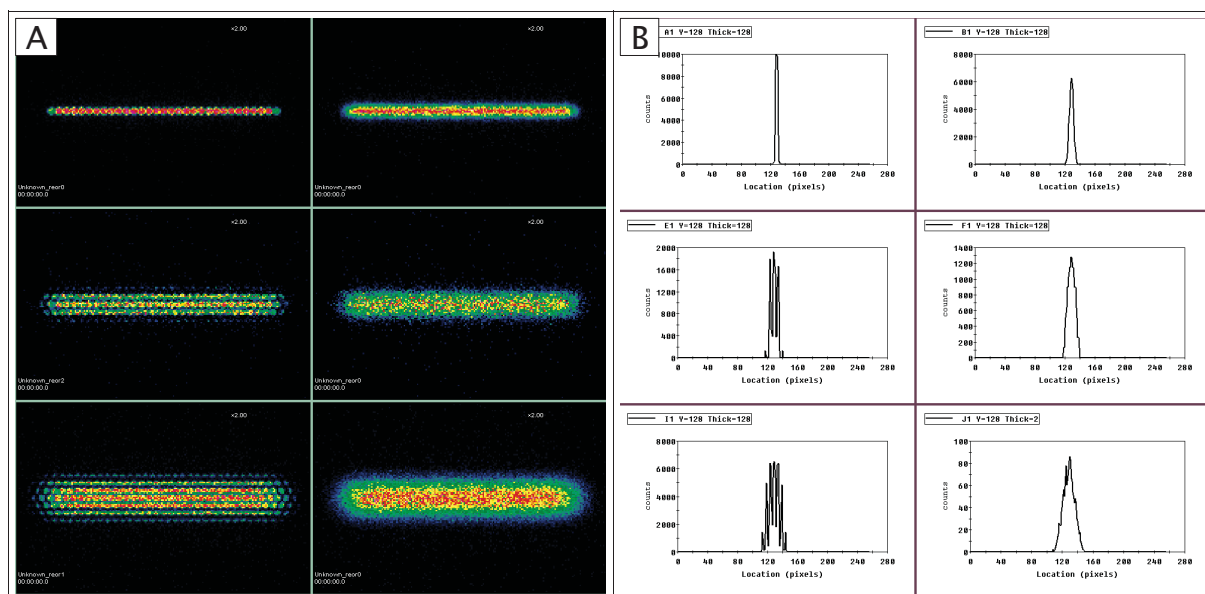 A
×2.00
Unknown_reor0
00:00:00.0
×2.00
Unknown_reor0
00:00:00.0
×2.00
Unknown_reor2
00:00:00.0
×2.00
Unknown_reor0
00:00:00.0
×2.00
Unknown_reor1
00:00:00.0
×2.00
Unknown_reor0
00:00:00.0
B
A1 Y=128 Thick=128
counts
10000
8000
6000
4000
2000
0
0 40 80 120 160 200 240 280
Location (pixels)
B1 Y=128 Thick=128
counts
8000
6000
4000
2000
0
0 40 80 120 160 200 240 280
Location (pixels)
E1 Y=128 Thick=128
counts
2000
1600
1200
800
400
0
0 40 80 120 160 200 240 280
Location (pixels)
F1 Y=128 Thick=128
counts
1400
1200
1000
800
600
400
200
0
0 40 80 120 160 200 240 280
Location (pixels)
I1 Y=128 Thick=128
counts
8000
6000
4000
2000
0
0 40 80 120 160 200 240 280
Location (pixels)
J1 Y=128 Thick=2
counts
100
80
60
40
20
0
0 40 80 120 160 200 240 280
Location (pixels)